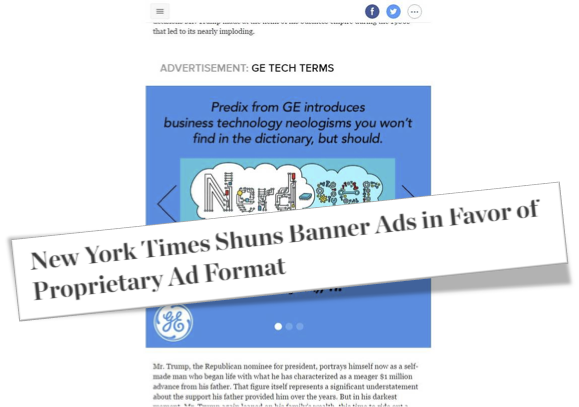 that led to its nearly imploding.
ADVERTISEMENT: GE TECH TERMS
Predix from GE introduces
business technology neologisms you won't
find in the dictionary, but should.
Nerd-
New York Times Shuns Banner Ads in Favor of
Proprietary Ad Format
GE
Mr. Trump, the Republican nominee for president, portrays himself now as a self-
made man who began life with what he has characterized as a meager $1 million
advance from his father. That figure itself represents a significant understatement
about the support his father provided him over the years. But in his darkest